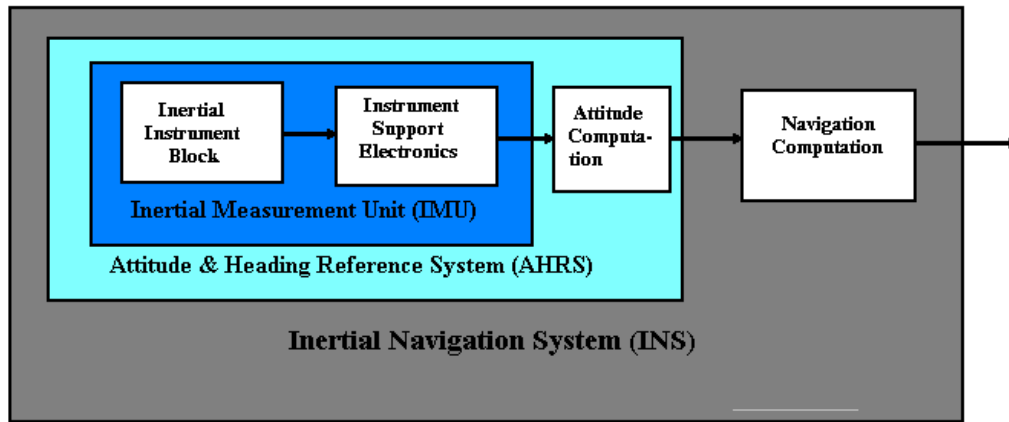 Inertial
Instrument
Block
Instrument
Support
Electronics
Attitude
Computa-
tion
Navigation
Computation
Inertial Measurement Unit (IMU)
Attitude & Heading Reference System (AHRS)
Inertial Navigation System (INS)